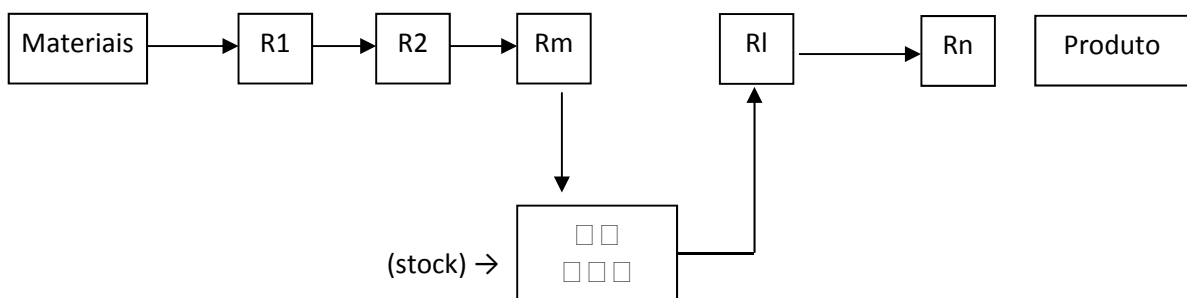 Materiais
R1
R2
Rm
Rl
Rn
Produto
(stock) →